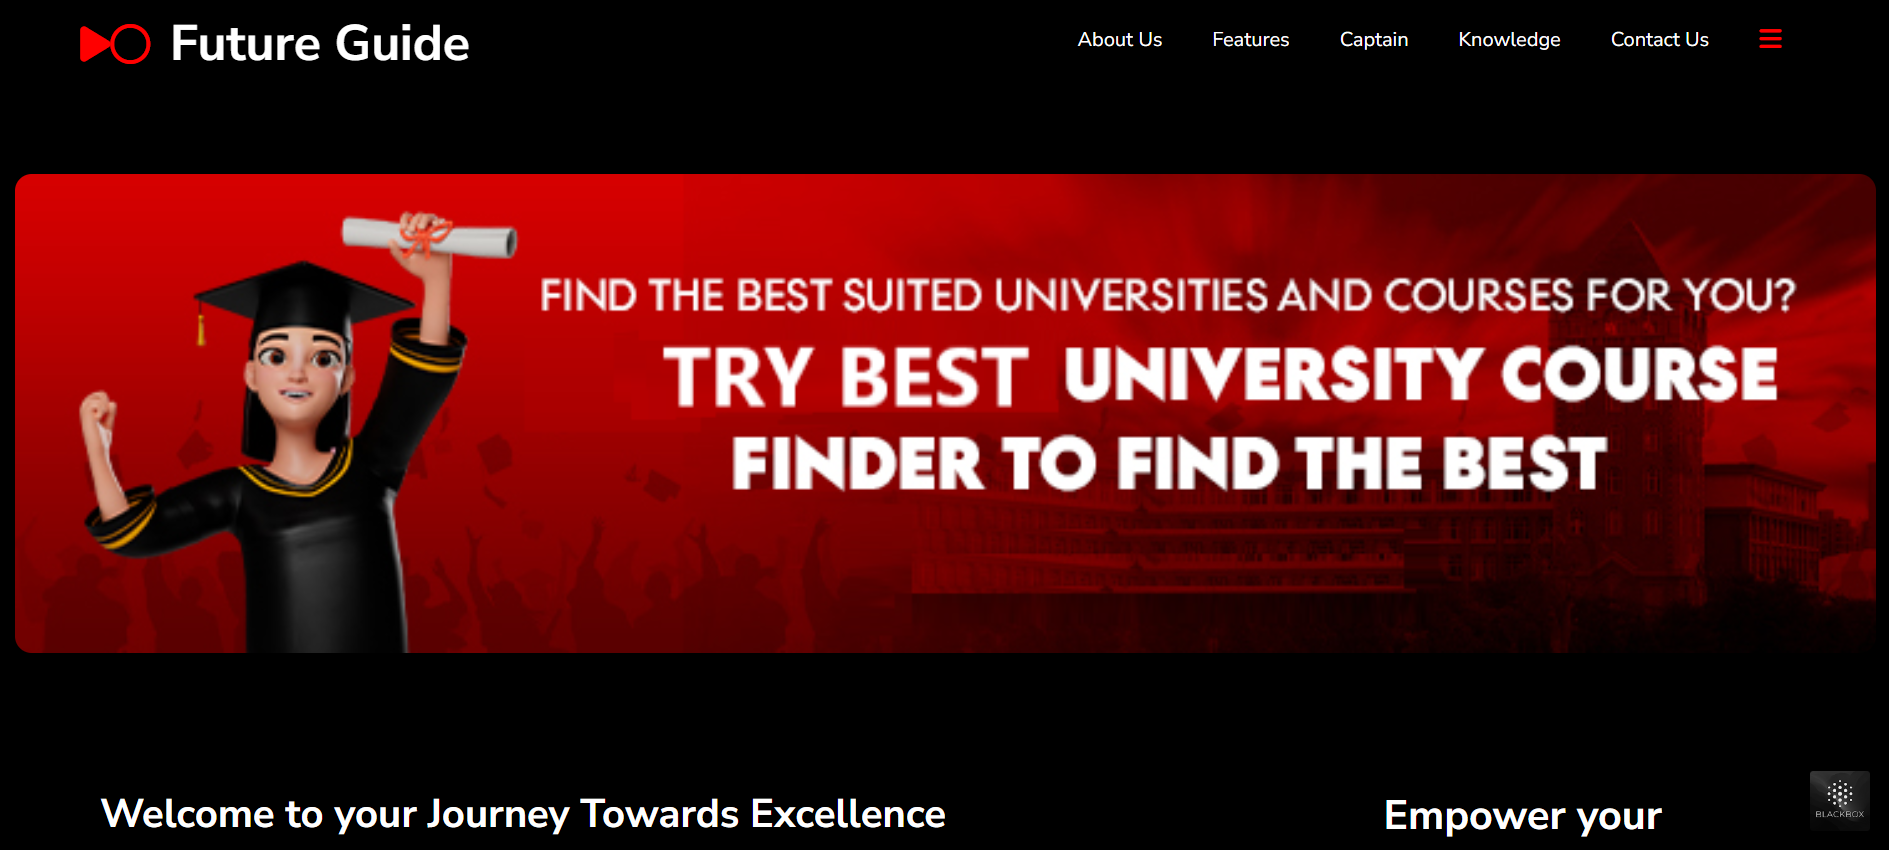 Future Guide
About Us
Features
Captain
Knowledge
Contact Us
FIND THE BEST SUITED UNIVERSITIES AND COURSES FOR YOU?
TRY BEST UNIVERSITY COURSE
FINDER TO FIND THE BEST
Welcome to your Journey Towards Excellence
Empower your
BLACKBOX